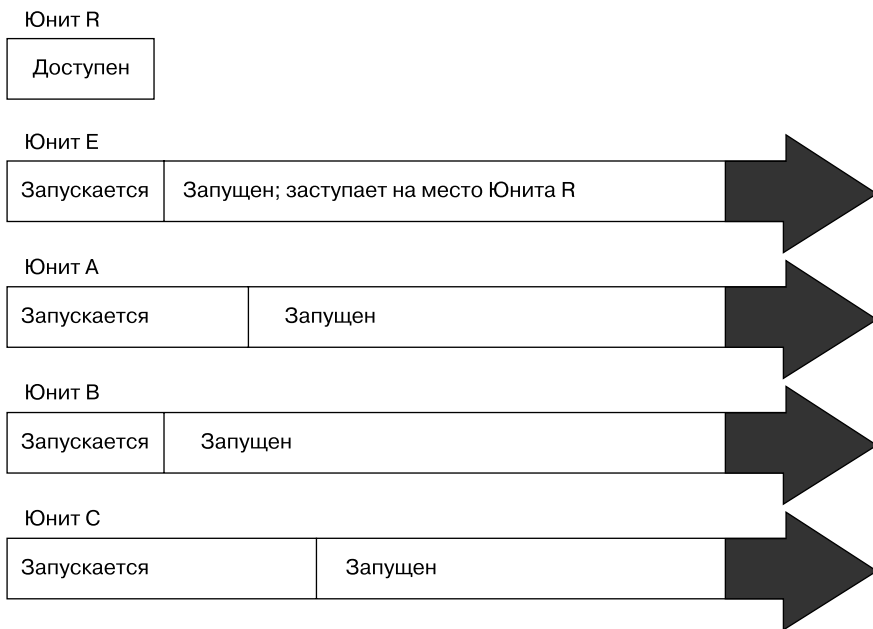 Юнит R
Доступен
Юнит E
Запускается
Запущен; заступает на место Юнита R
Юнит A
Запускается
Запущен
Юнит B
Запускается
Запущен
Юнит C
Запускается
Запущен